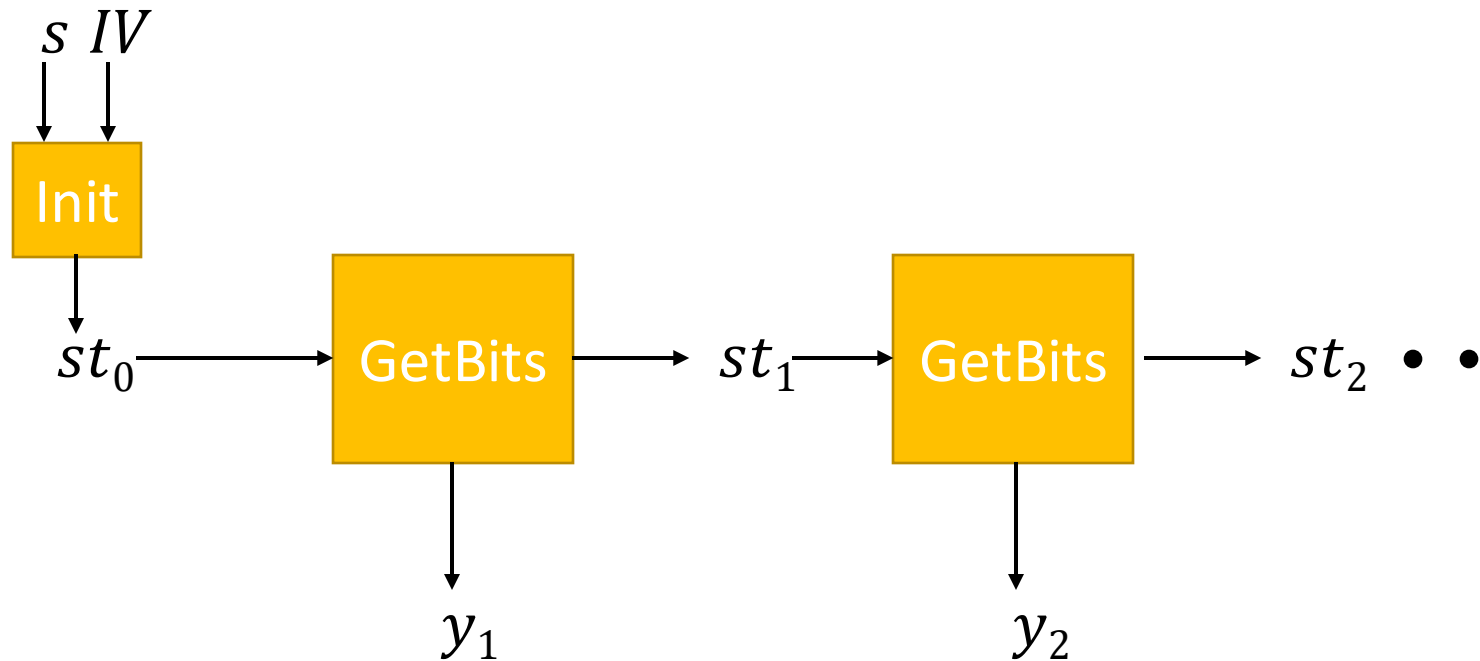 s IV
Init
st₀ GetBits st₁ GetBits st₂ • •
y₁ y₂